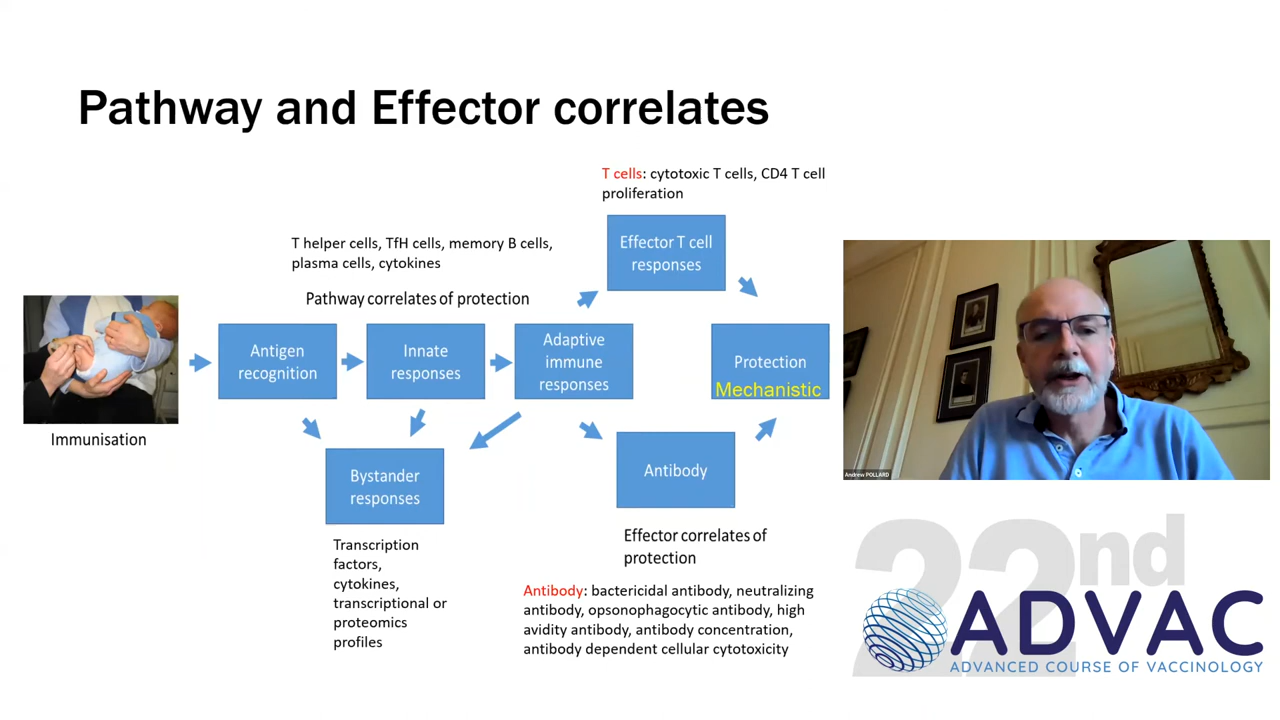 Pathway and Effector correlates
T cells: cytotoxic T cells, CD4 T cell
proliferation
T helper cells, TfH cells, memory B cells,
plasma cells, cytokines
Pathway correlates of protection
Effector T cell
responses
Immunisation
Antigen
recognition
Innate
responses
Adaptive
immune
responses
Protection
Mechanistic
Bystander
responses
Antibody
Transcription
factors,
cytokines,
transcriptional or
proteomics
profiles
Effector correlates of
protection
Antibody: bactericidal antibody, neutralizing
antibody, opsonophagocytic antibody, high
avidity antibody, antibody concentration,
antibody dependent cellular cytotoxicity
Andrew POLLARD
22nd
ADVAC
ADVANCED COURSE OF VACCINOLOGY